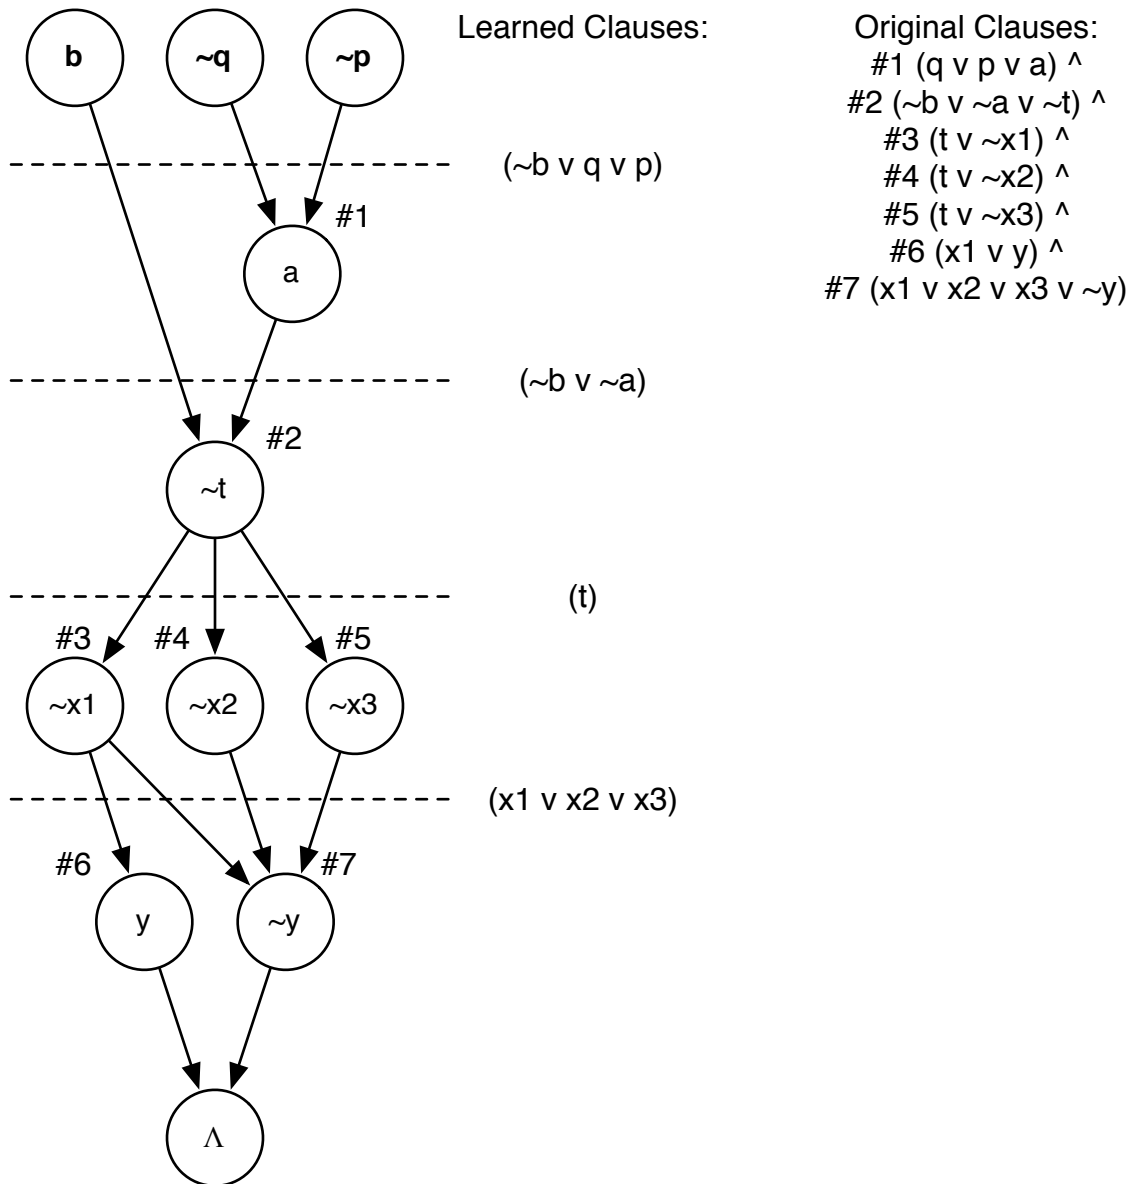 b
~q
~p
Learned Clauses:
Original Clauses:
#1 (q v p v a) ^
#2 (~b v ~a v ~t) ^
#3 (t v ~x1) ^
#4 (t v ~x2) ^
#5 (t v ~x3) ^
#6 (x1 v y) ^
#7 (x1 v x2 v x3 v ~y)
(~b v q v p)
#1
a
(~b v ~a)
#2
~t
(t)
#3
#4
#5
~x1
~x2
~x3
(x1 v x2 v x3)
#6
#7
y
~y
Λ